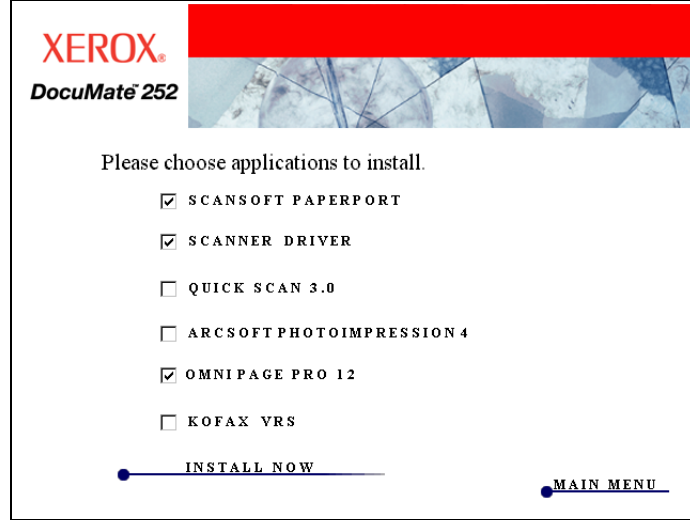 XEROX®
DocuMate™ 252
Please choose applications to install.
SCANSOFT PAPERPORT
SCANNER DRIVER
QUICK SCAN 3.0
ARCSOFT PHOTOIMPRESSION 4
OMNIPAGE PRO 12
KOFAX VRS
INSTALL NOW
MAIN MENU